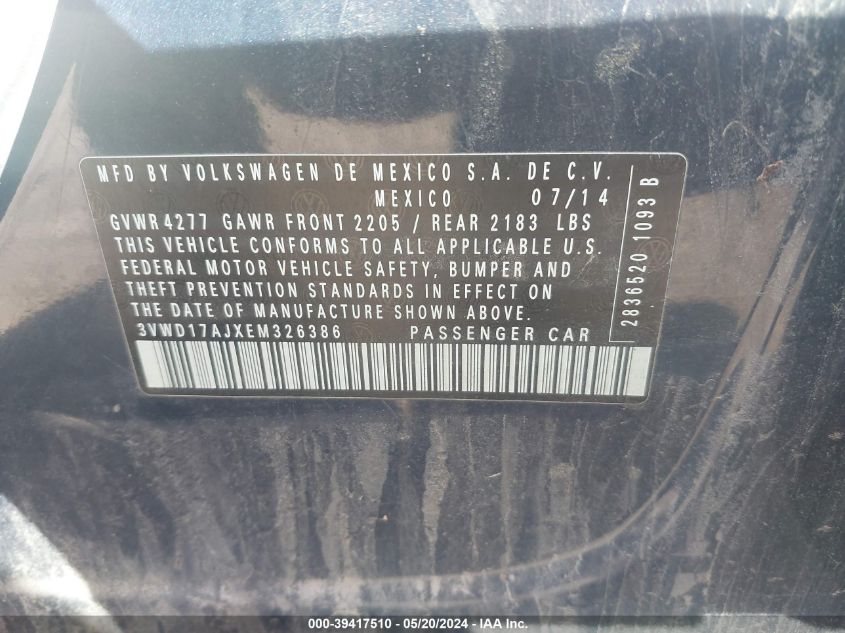 MFD BY VOLKSWAGEN DE MEXICO S.A. DE C.V.
MEXICO 07/14
GVWR 4277 GAWR FRONT 2205 / REAR 2183 LBS
THIS VEHICLE CONFORMS TO ALL APPLICABLE U.S.
FEDERAL MOTOR VEHICLE SAFETY, BUMPER AND
THEFT PREVENTION STANDARDS IN EFFECT ON
THE DATE OF MANUFACTURE SHOWN ABOVE.
3VWD17AJXEM326386 PASSENGER CAR
2836520 1093 B
000-39417510 - 05/20/2024 - IAA Inc.